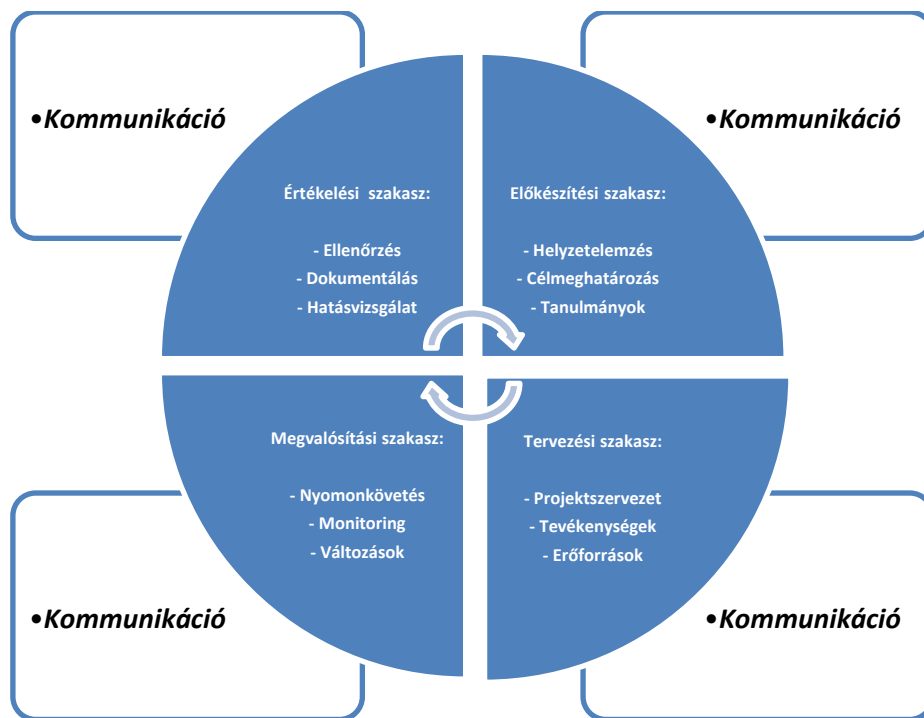 •Kommunikáció
•Kommunikáció
Értékelési szakasz:
- Ellenőrzés
- Dokumentálás
- Hatásvizsgálat
Előkészítési szakasz:
- Helyzetelemzés
- Célmeghatározás
- Tanulmányok
Megvalósítási szakasz:
- Nyomonkövetés
- Monitoring
- Változások
Tervezési szakasz:
- Projektszervezet
- Tevékenységek
- Erőforrások
•Kommunikáció
•Kommunikáció